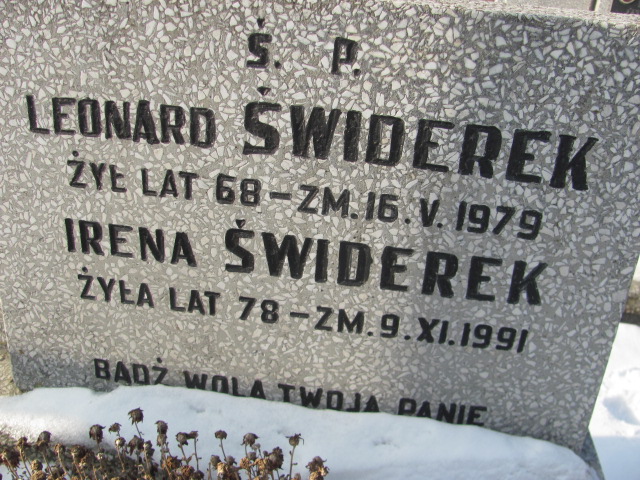 Ś. P.
LEONARD ŚWIDEREK
ŻYŁ LAT 68 – ZM. 16. V. 1979
IRENA ŚWIDEREK
ŻYŁA LAT 78 – ZM. 9. XI. 1991
BĄDŹ WOLA TWOJA PANIE